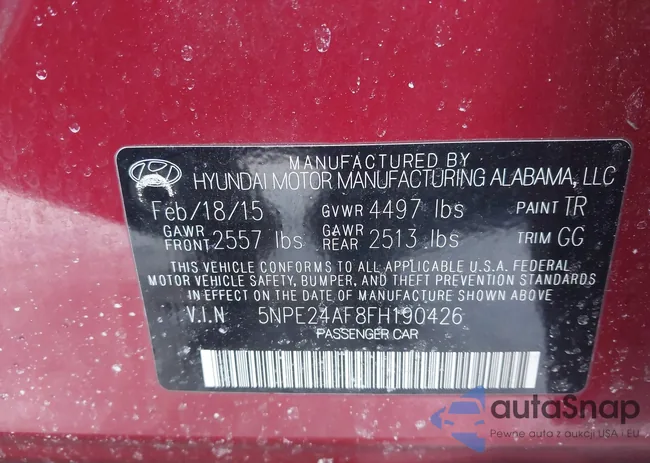 MANUFACTURED BY
HYUNDAI MOTOR MANUFACTURING ALABAMA, LLC
Feb/18/15 GVWR 4497 lbs PAINT TR
GAWR FRONT 2557 lbs GAWR REAR 2513 lbs TRIM GG
THIS VEHICLE CONFORMS TO ALL APPLICABLE U.S.A. FEDERAL
MOTOR VEHICLE SAFETY, BUMPER, AND THEFT PREVENTION STANDARDS
IN EFFECT ON THE DATE OF MANUFACTURE SHOWN ABOVE.
V.I.N 5NPE24AF8FH190426
PASSENGER CAR
autaSnap
Pewne auta z aukcji USA i EU